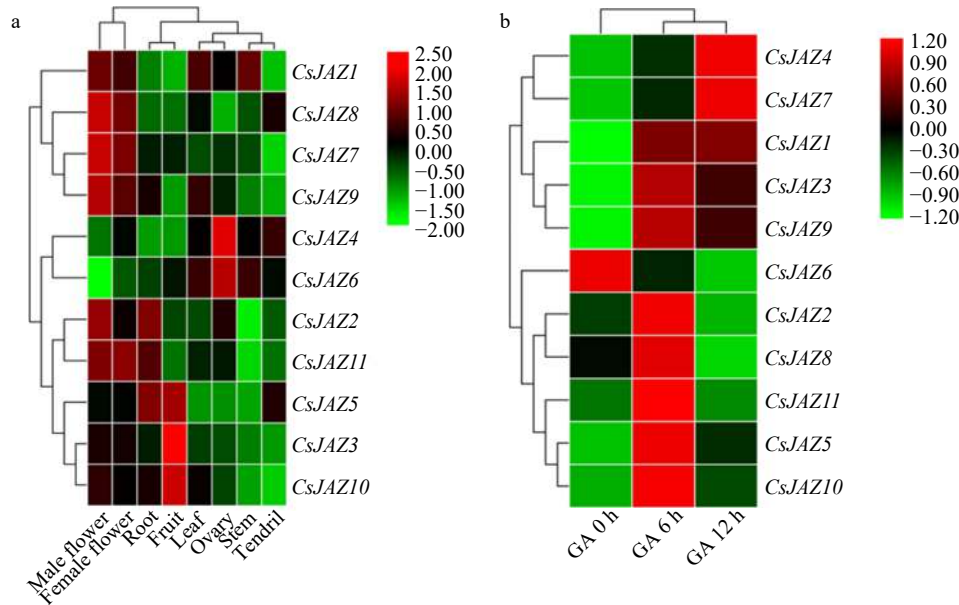 a
2.50
2.00
1.50
1.00
0.50
0.00
−0.50
−1.00
−1.50
−2.00
CsJAZ1
CsJAZ8
CsJAZ7
CsJAZ9
CsJAZ4
CsJAZ6
CsJAZ2
CsJAZ11
CsJAZ5
CsJAZ3
CsJAZ10
Male flower
Female flower
Root
Fruit
Leaf
Ovary
Stem
Tendril
b
1.20
0.90
0.60
0.30
0.00
−0.30
−0.60
−0.90
−1.20
CsJAZ4
CsJAZ7
CsJAZ1
CsJAZ3
CsJAZ9
CsJAZ6
CsJAZ2
CsJAZ8
CsJAZ11
CsJAZ5
CsJAZ10
GA 0 h
GA 6 h
GA 12 h